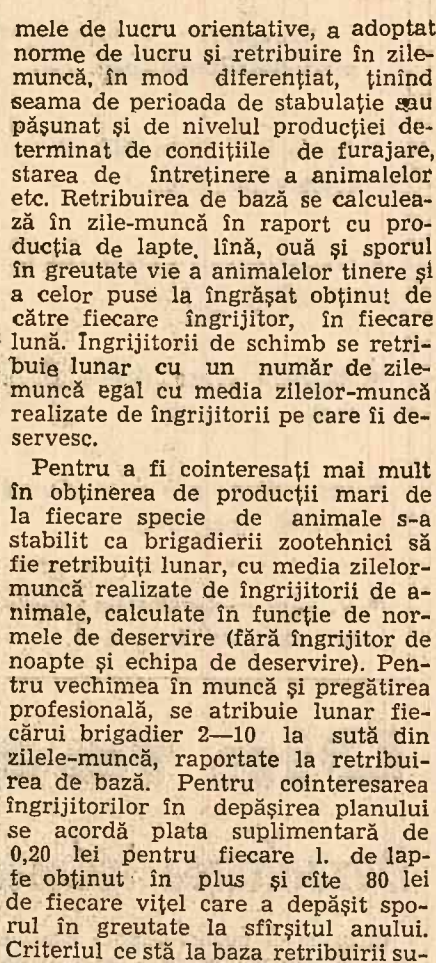 mele de lucru orientative, a adoptat
norme de lucru și retribuire în zile-
muncă, în mod diferențiat, ținînd
seama de perioada de stabulație sau
pășunat și de nivelul producției de-
terminat de condițiile de furajare,
starea de întreținere a animalelor
etc. Retribuirea de bază se calculea-
ză în zile-muncă în raport cu pro-
ducția de lapte, lînă, ouă și sporul
în greutate vie a animalelor tinere și
a celor puse la îngrășat obținut de
către fiecare îngrijitor, în fiecare
lună. Îngrijitorii de schimb se retri-
buie lunar cu un număr de zile-
muncă egal cu media zilelor-muncă
realizate de îngrijitorii pe care îi de-
servesc.
Pentru a fi cointeresați mai mult
în obținerea de producții mari de
la fiecare specie de animale s-a
stabilit ca brigadierii zootehnici să
fie retribuiți lunar, cu media zilelor-
muncă realizate de îngrijitorii de a-
nimale, calculate în funcție de nor-
mele de deservire (fără îngrijitor de
noapte și echipa de deservire). Pen-
tru vechimea în muncă și pregătirea
profesională, se atribuie lunar fie-
cărui brigadier 2—10 la sută din
zilele-muncă, raportate la retribui-
rea de bază. Pentru cointeresarea
îngrijitorilor în depășirea planului
se acordă plata suplimentară de
0,20 lei pentru fiecare l. de lap-
te obținut în plus și cîte 80 lei
de fiecare vițel care a depășit spo-
rul în greutate la sfîrșitul anului.
Criteriul ce stă la baza retribuirii su-